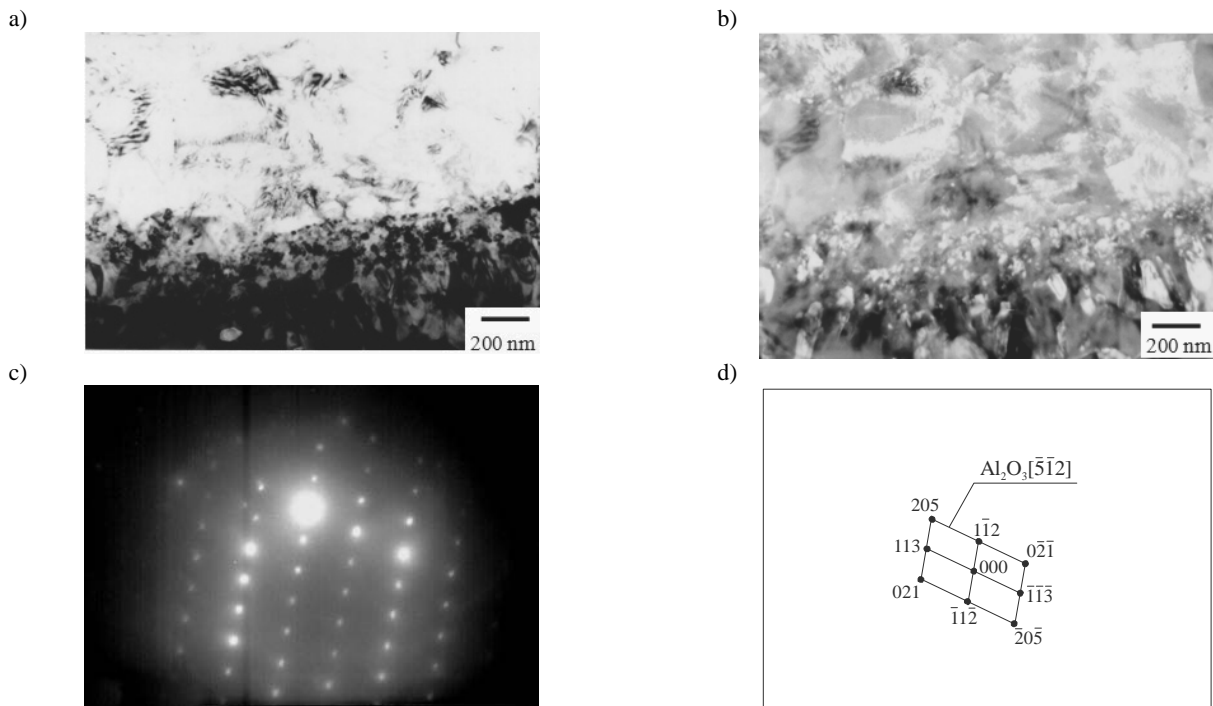 a)
b)
200 nm
200 nm
c)
d)
Al₂O₃[5̅1̅2]
205
11̅2
02̅1̅
113
000
021
1̅1̅3̅
1̅12̅
2̅05̅